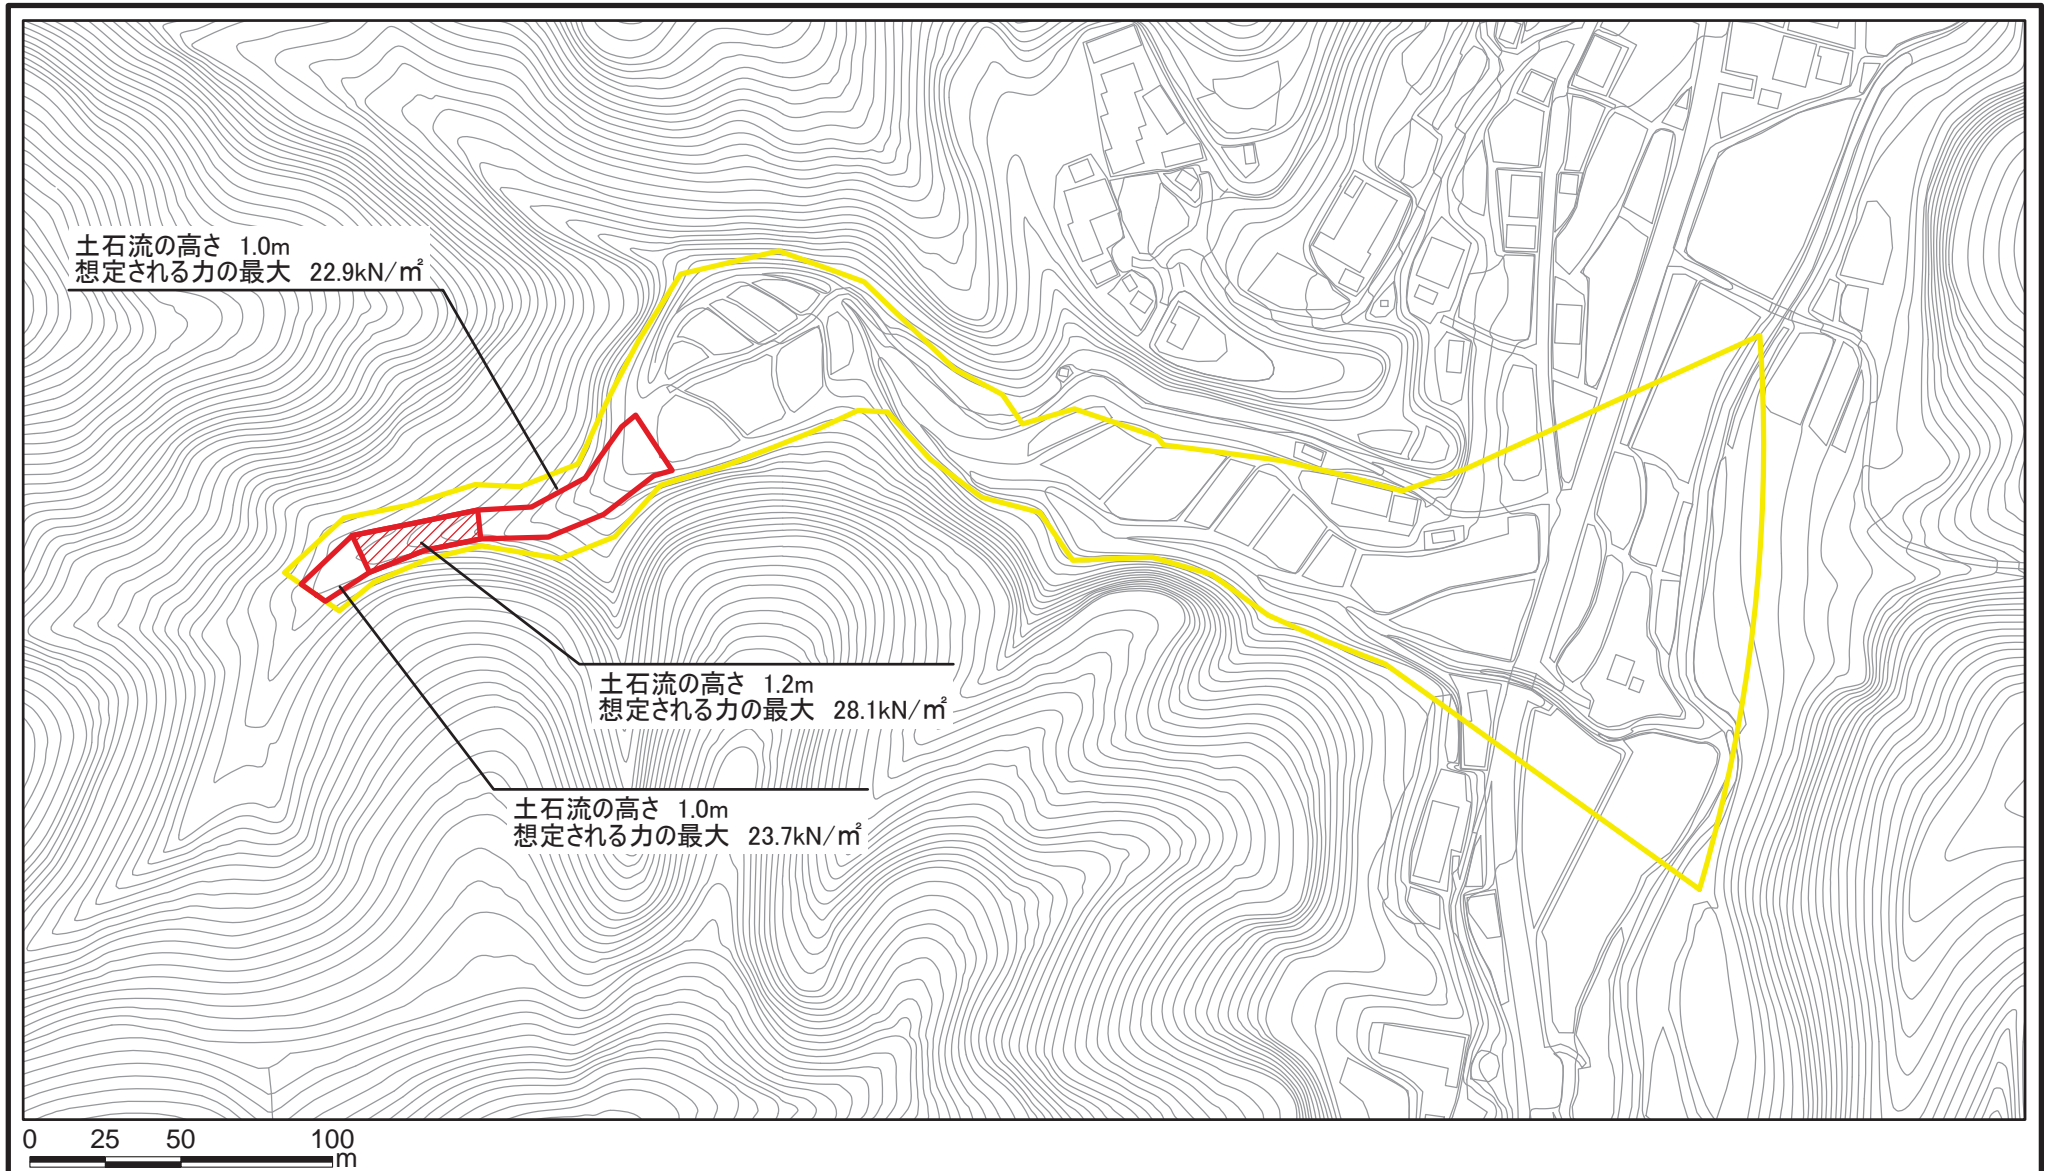 土石流の高さ 1.0m
想定される力の最大 22.9kN/㎡
土石流の高さ 1.2m
想定される力の最大 28.1kN/㎡
土石流の高さ 1.0m
想定される力の最大 23.7kN/㎡
0 25 50 100
m